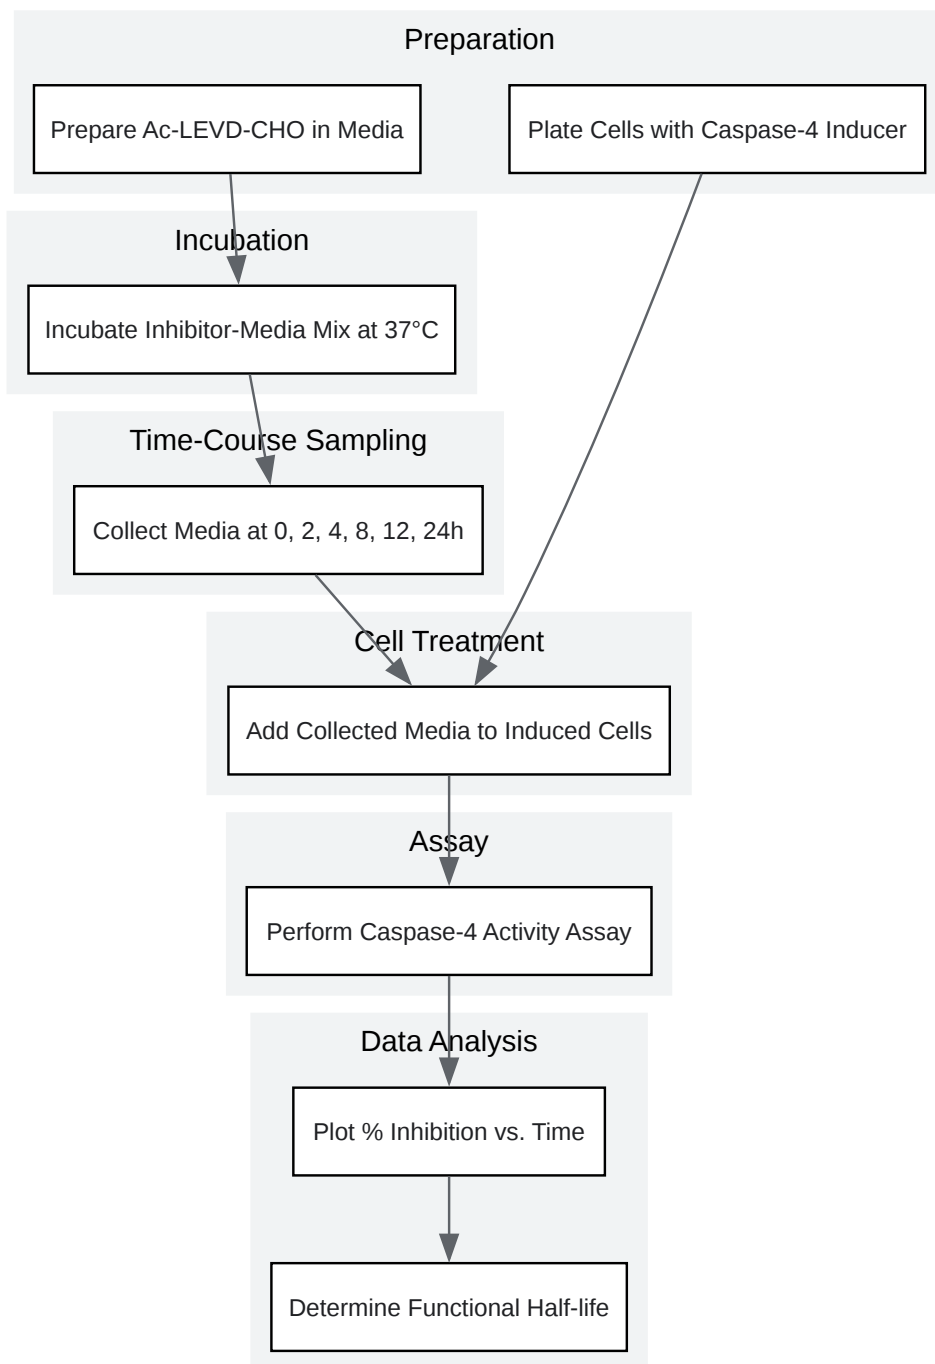 Preparation
Prepare Ac-LEVD-CHO in Media
Plate Cells with Caspase-4 Inducer
Incubation
Incubate Inhibitor-Media Mix at 37°C
Time-Course Sampling
Collect Media at 0, 2, 4, 8, 12, 24h
Cell Treatment
Add Collected Media to Induced Cells
Assay
Perform Caspase-4 Activity Assay
Data Analysis
Plot % Inhibition vs. Time
Determine Functional Half-life